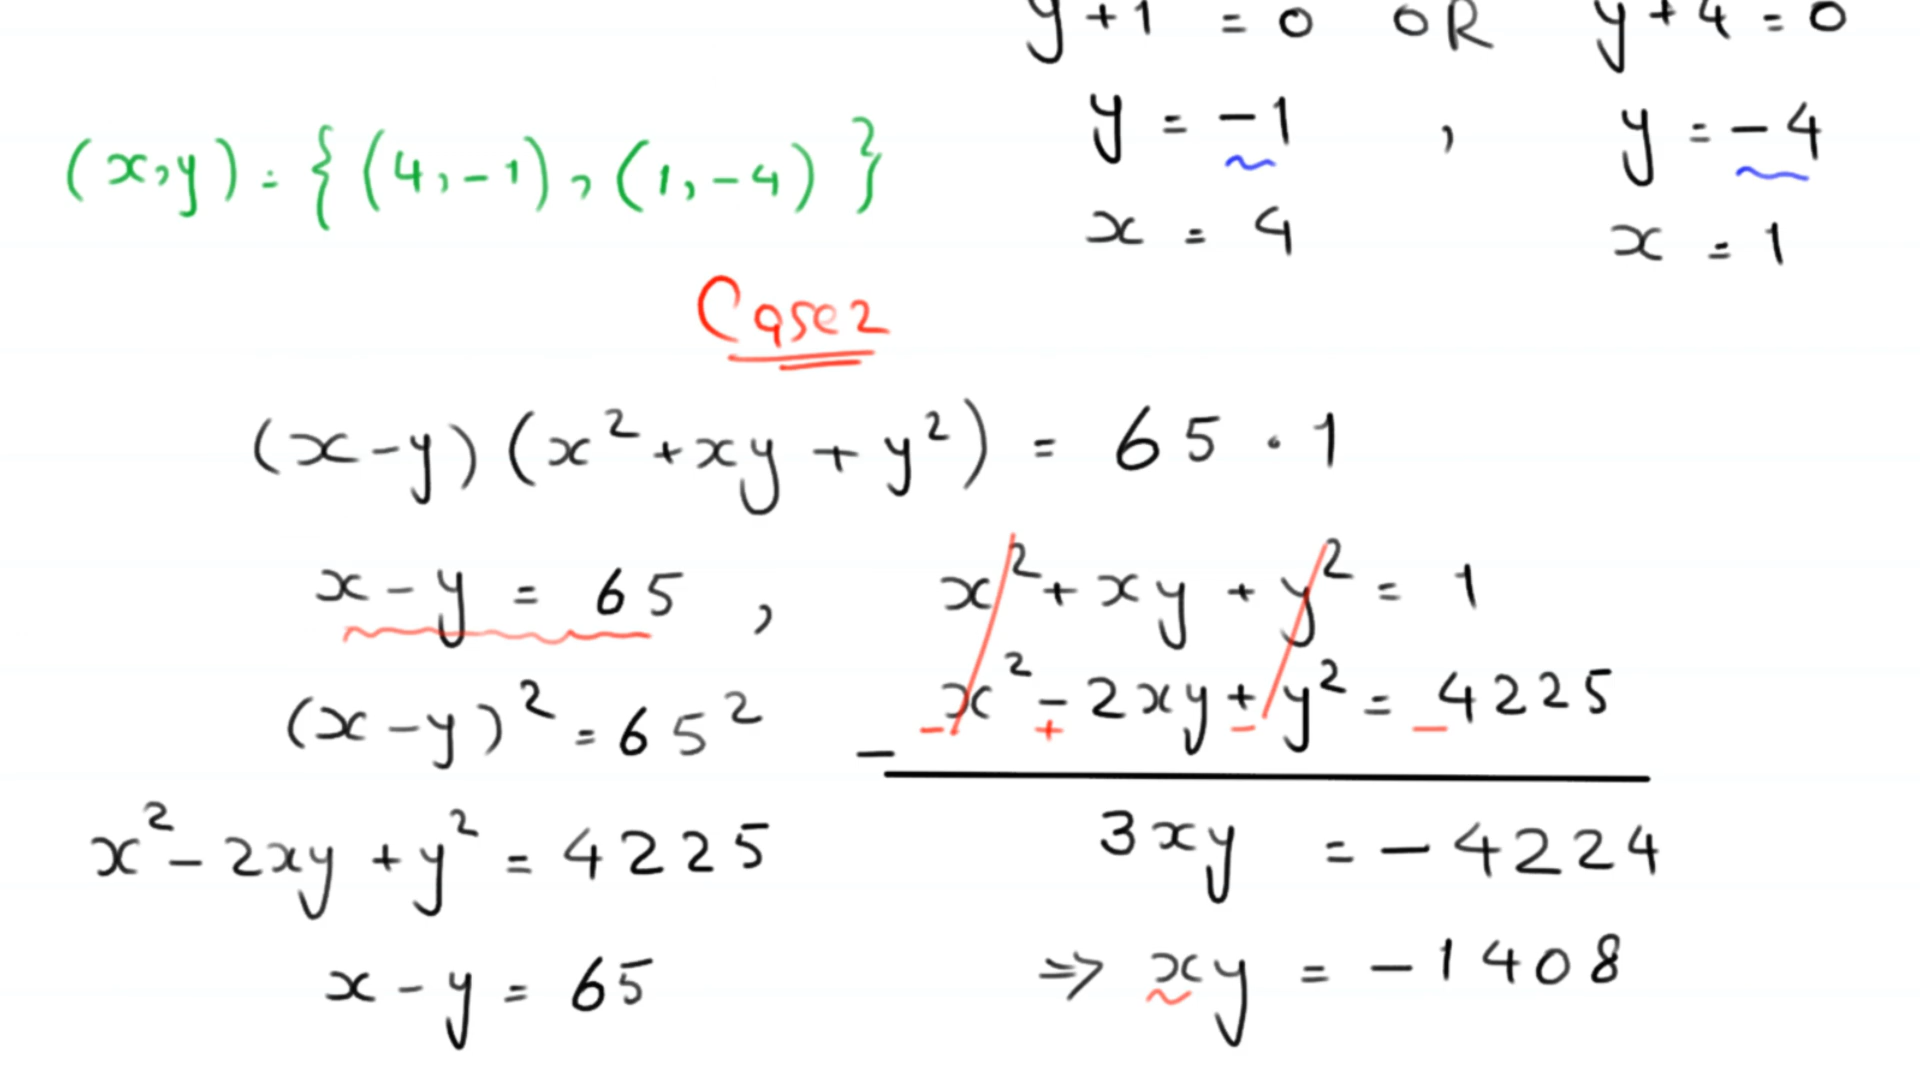 y + 1 = 0 OR y + 4 = 0
y = -1 , y = -4
x = 4 x = 1
(x, y) = {(4, -1), (1, -4)}
Case 2
(x - y)(x² + xy + y²) = 65 · 1
x - y = 65 , x² + xy + y² = 1
(x - y)² = 65² x² - 2xy + y² = 4225
- + - -
-
x² - 2xy + y² = 4225 3xy = -4224
x - y = 65 ⇒ xy = -1408